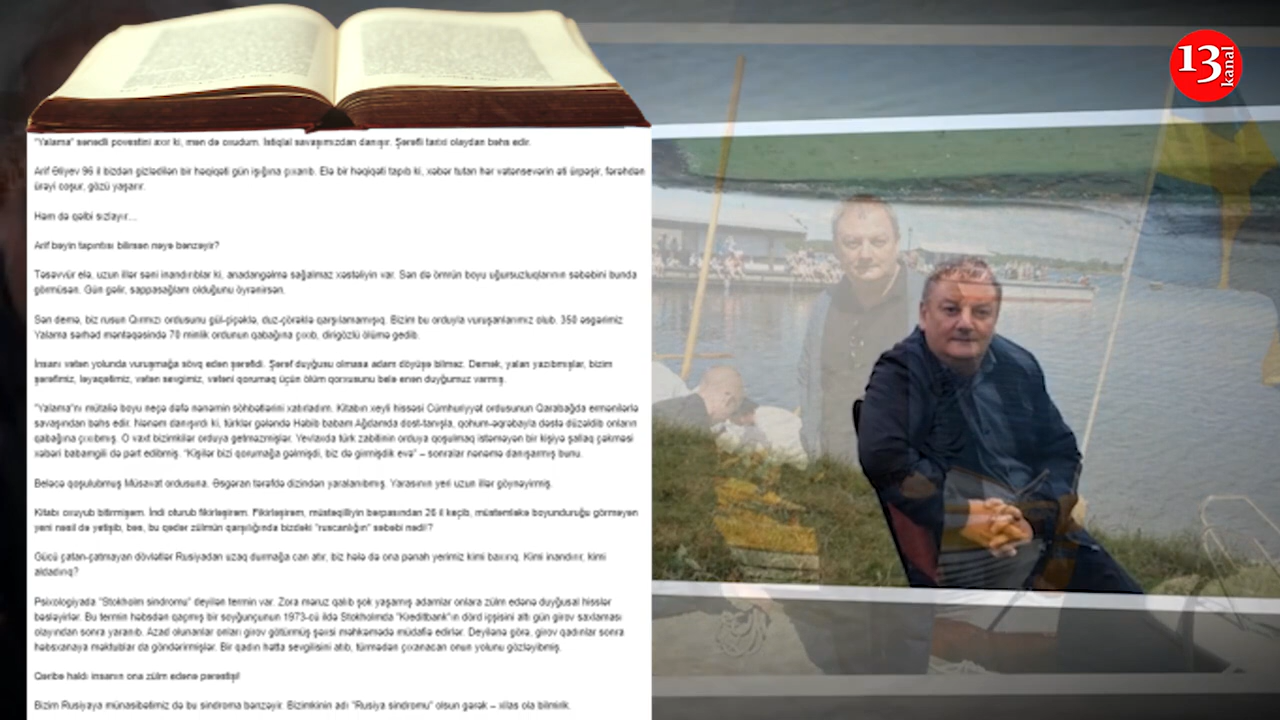 "Yalama" sənədli povestini axır ki, mən də oxudum. İstiqlal savaşımızdan danışır. Şərəfli tarixi olaydan bəhs edir.
Arif Əliyev 96 il bizdən gizlədilən bir həqiqəti gün işığına çıxarıb. Elə bir həqiqəti tapıb ki, xəbər tutan hər vətənsevərin əti ürpəşir, fərəhdən
ürəyi coşur, gözü yaşarır.
Həm də qəlbi sızlayır...
Arif bəyin tapıntısı bilirsən nəyə bənzəyir?
Təsəvvür elə, uzun illər səni inandırıblar ki, anadangəlmə sağalmaz xəstəliyin var. Sən də ömrün boyu uğursuzluqlarının səbəbini bunda
görmüsən. Gün gəlir, sappasağlam olduğunu öyrənirsən.
Sən demə, biz rusun Qırmızı ordusunu gül-çiçəklə, duz-çörəklə qarşılamamışıq. Bizim bu orduyla vuruşanlarımız olub. 350 əsgərimiz
Yalama sərhəd məntəqəsində 70 minlik ordunun qabağına çıxıb, dirigözlü ölümə gedib.
İnsanı vətən yolunda vuruşmağa sövq edən şərəfdi. Şərəf duyğusu olmasa adam döyüşə bilməz. Demək, yalan yazıbmışlar, bizim
şərəfimiz, ləyaqətimiz, vətən sevgimiz, vətəni qorumaq üçün ölüm qorxusunu belə enən duyğumuz varmış.
"Yalama"nı mütaliə boyu neçə dəfə nənəmin söhbətlərini xatırladım. Kitabın xeyli hissəsi Cümhuriyyət ordusunun Qarabağda ermənilərlə
savaşından bəhs edir. Nənəm danışırdı ki, türklər gələndə Həbib babam Ağdamda dost-tanışla, qohum-əqrəbayla dəstə düzəldib onların
qabağına çıxıbmış. O vaxt bizimkilər orduya getməzmişlər. Yevlaxda türk zabitinin orduya qoşulmaq istəməyən bir kişiyə şallaq çəkməsi
xəbəri babamgili də pərt edibmiş. "Kişilər bizi qorumağa gəlmişdi, biz də girmişdik evə" – sonralar nənəmə danışarmış bunu.
Beləcə qoşulubmuş Müsavat ordusuna. Əsgəran tərəfdə dizindən yaralanıbmış. Yarasının yeri uzun illər göynəyirmiş.
Kitabı oxuyub bitirmişəm. İndi oturub fikirləşirəm. Fikirləşirəm, müstəqilliyin bərpasından 26 il keçib, müstəmləkə boyunduruğu görməyən
yeni nəsil də yetişib, bəs, bu qədər zülmün qarşılığında bizdəki "ruscanlığın" səbəbi nədi!?
Gücü çatan-çatmayan dövlətlər Rusiyadan uzaq durmağa can atır, biz hələ də ona pənah yerimiz kimi baxırıq. Kimi inandırır, kimi
aldadırıq?
Psixologiyada "Stokholm sindromu" deyilən termin var. Zora məruz qalıb şok yaşamış adamlar onlara zülm edənə duyğusal hisslər
bəsləyirlər. Bu termin həbsdən qaçmış bir soyğunçunun 1973-cü ildə Stokholmda "Kreditbank"ın dörd işçisini altı gün girov saxlaması
olayından sonra yaranıb. Azad olunanlar onları girov götürmüş şəxsi məhkəmədə müdafiə edirlər. Deyilənə görə, girov qadınlar sonra
həbsxanaya məktublar da göndərmişlər. Bir qadın hətta sevgilisini atıb, türmədən çıxanacan onun yolunu gözləyibmiş.
Qəribə haldı insanın ona zülm edənə pərəstişi!
Bizim Rusiyaya münasibətimiz də bu sindroma bənzəyir. Bizimkinin adı "Rusiya sindromu" olsun gərək – xilas ola bilmirik.
13
kanal